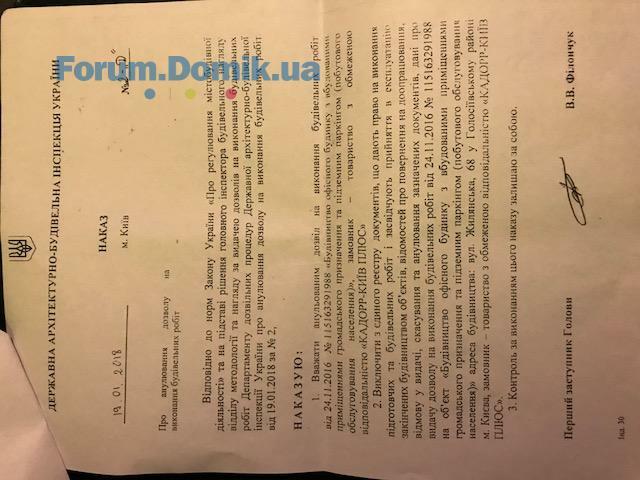 Forum.Domik.ua
ДЕРЖАВНА АРХІТЕКТУРНО-БУДІВЕЛЬНА ІНСПЕКЦІЯ УКРАЇНИ
НАКАЗ
19 01 2018
м. Київ
№
Про анулювання дозволу на
виконання будівельних робіт
Відповідно до норм Закону України «Про регулювання містобудівної
діяльності» та на підставі рішення головного інспектора будівельного нагляду
відділу методології та нагляду за видачею дозволів на виконання будівельних
робіт Департаменту дозвільних процедур Державної архітектурно-будівельної
інспекції України про анулювання дозволу на виконання будівельних робіт
від 19.01.2018 за № 2,
НАКАЗУЮ:
1. Вважати анульованим дозвіл на виконання будівельних робіт
від 24.11.2016 № 115163291988 «Будівництво офісного будинку з вбудованими
приміщеннями громадського призначення та підземним паркінгом (побутового
обслуговування населення)», замовник – товариство з обмеженою
відповідальністю «КАДОРР-КИЇВ ПЛЮС»
2. Виключити з єдиного реєстру документів, що дають право на виконання
підготовчих та будівельних робіт і засвідчують прийняття в експлуатацію
закінчених будівництвом об'єктів, відомостей про повернення на доопрацювання,
відмову у видачі, скасування та анулювання зазначених документів, дані про
видачу дозволу на виконання будівельних робіт від 24.11.2016 № 115163291988
на об'єкт «Будівництво офісного будинку з вбудованими приміщеннями
громадського призначення та підземним паркінгом (побутового обслуговування
населення)» адреса будівництва: вул. Жилянська, 68 у Голосіївському районі
м. Києва, замовник – товариство з обмеженою відповідальністю «КАДОРР-КИЇВ
ПЛЮС».
3. Контроль за виконанням цього наказу залишаю за собою.
Перший заступник Голови
В.В. Філончук
Інд. 30